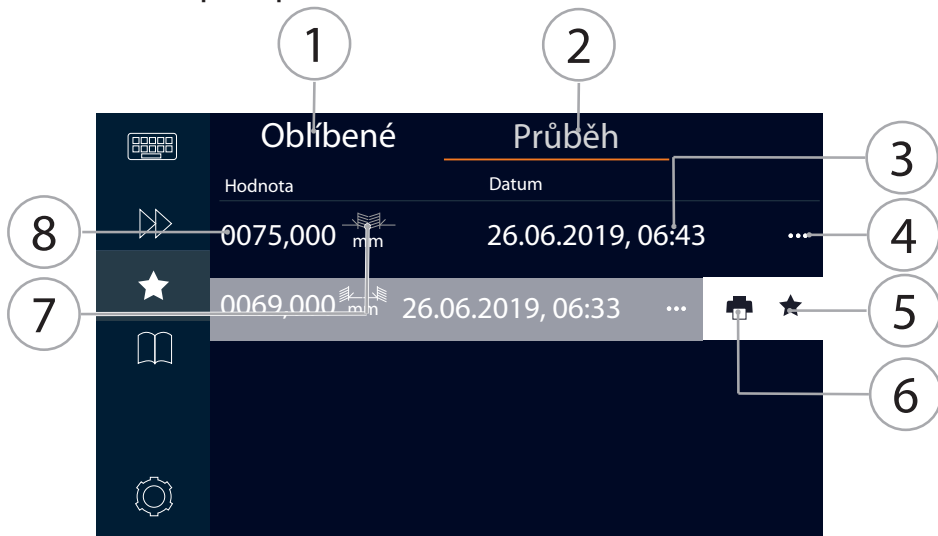 1 2
Oblíbené Průběh
3
Hodnota Datum
8 0075,000 mm 26.06.2019, 06:43 ... 4
7 0069,000 mm 26.06.2019, 06:33 ... 5
6